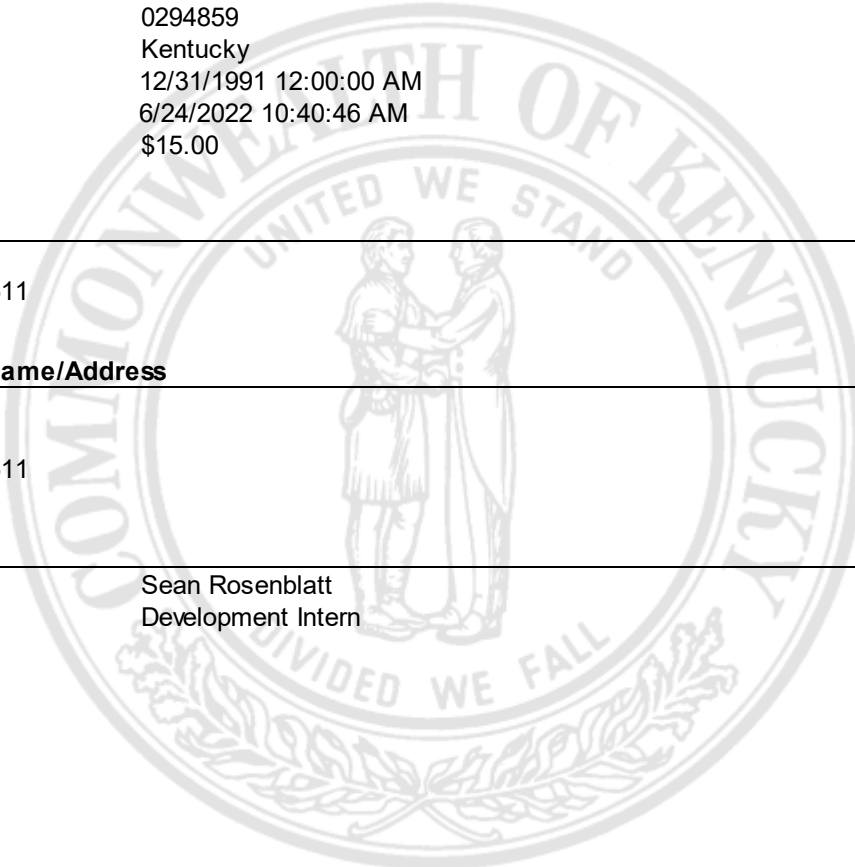 0294859
Kentucky
12/31/1991 12:00:00 AM
6/24/2022 10:40:46 AM
$15.00
COMMONWEALTH OF KENTUCKY
UNITED WE STAND
11
ame/Address
11
Sean Rosenblatt
Development Intern
DIVIDED WE FALL